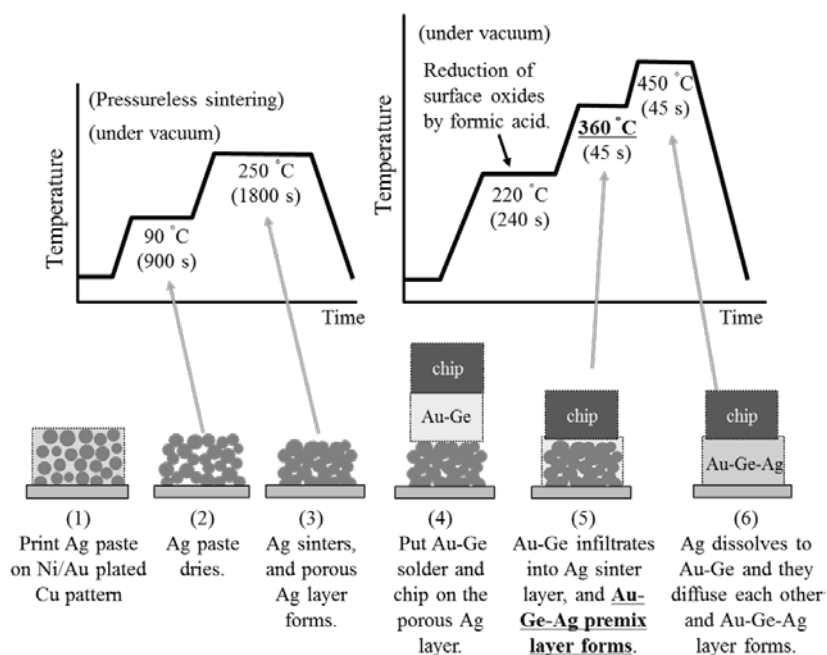 (Pressureless sintering)
(under vacuum)
250 °C
(1800 s)
90 °C
(900 s)
Temperature
Time
(under vacuum)
Reduction of
surface oxides
by formic acid.
450 °C
(45 s)
360 °C
(45 s)
220 °C
(240 s)
Temperature
Time
chip
Au-Ge
chip
chip
Au-Ge-Ag
(1)
Print Ag paste
on Ni/Au plated
Cu pattern
(2)
Ag paste
dries.
(3)
Ag sinters,
and porous
Ag layer
forms.
(4)
Put Au-Ge
solder and
chip on the
porous Ag
layer.
(5)
Au-Ge infiltrates
into Ag sinter
layer, and Au-
Ge-Ag premix
layer forms.
(6)
Ag dissolves to
Au-Ge and they
diffuse each other
and Au-Ge-Ag
layer forms.